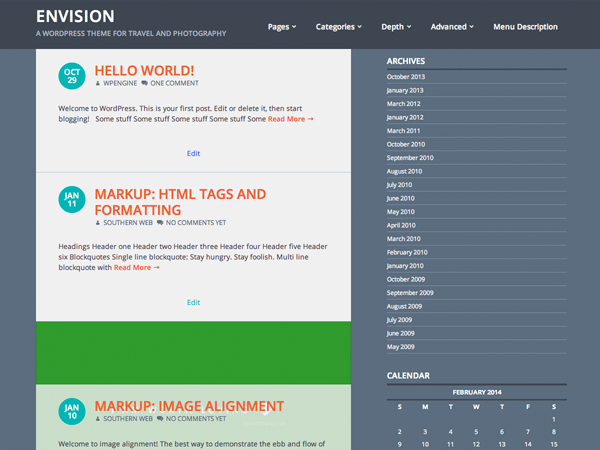 ENVISION
A WORDPRESS THEME FOR TRAVEL AND PHOTOGRAPHY
Pages Categories Depth Advanced Menu Description
OCT
29
HELLO WORLD!
WPENGINE ONE COMMENT
Welcome to WordPress. This is your first post. Edit or delete it, then start
blogging! Some stuff Some stuff Some stuff Some stuff Some Read More →
Edit
JAN
11
MARKUP: HTML TAGS AND
FORMATTING
SOUTHERN WEB NO COMMENTS YET
Headings Header one Header two Header three Header four Header five Header
six Blockquotes Single line blockquote: Stay hungry. Stay foolish. Multi line
blockquote with Read More →
Edit
JAN
10
MARKUP: IMAGE ALIGNMENT
SOUTHERN WEB NO COMMENTS YET
Welcome to image alignment! The best way to demonstrate the ebb and flow of
ARCHIVES
October 2013
January 2013
March 2012
January 2012
March 2011
October 2010
September 2010
August 2010
July 2010
June 2010
May 2010
April 2010
March 2010
February 2010
January 2010
October 2009
September 2009
August 2009
July 2009
June 2009
May 2009
CALENDAR
FEBRUARY 2014
S M T W T F S
1
2 3 4 5 6 7 8
9 10 11 12 13 14 15